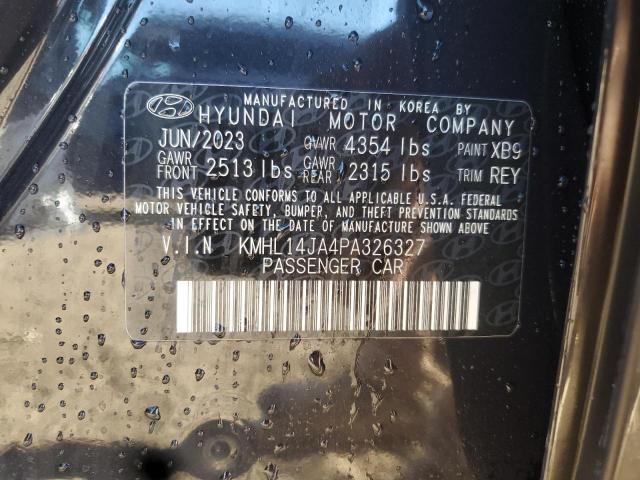 MANUFACTURED IN KOREA BY
HYUNDAI MOTOR COMPANY
JUN/2023 GVWR 4354 lbs PAINT XB9
GAWR FRONT 2513 lbs GAWR REAR 2315 lbs TRIM REY
THIS VEHICLE CONFORMS TO ALL APPLICABLE U.S.A. FEDERAL
MOTOR VEHICLE SAFETY, BUMPER, AND THEFT PREVENTION STANDARDS
IN EFFECT ON THE DATE OF MANUFACTURE SHOWN ABOVE
V.I.N KMHL14JA4PA326327
PASSENGER CAR